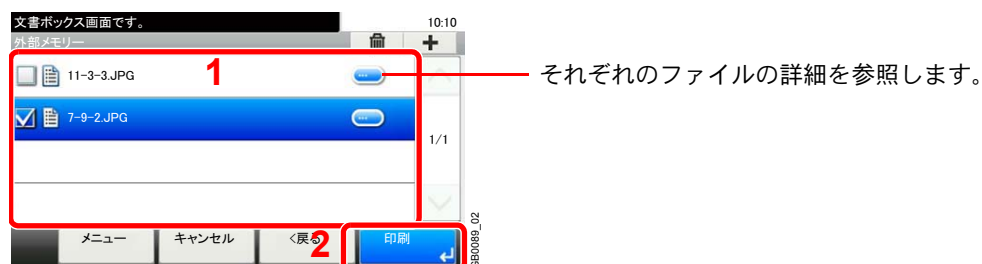 文書ボックス画面です。
10:10
外部メモリー
11-3-3.JPG
1
それぞれのファイルの詳細を参照します。
7-9-2.JPG
1/1
メニュー
キャンセル
<戻る
2
印刷
GB0089_02